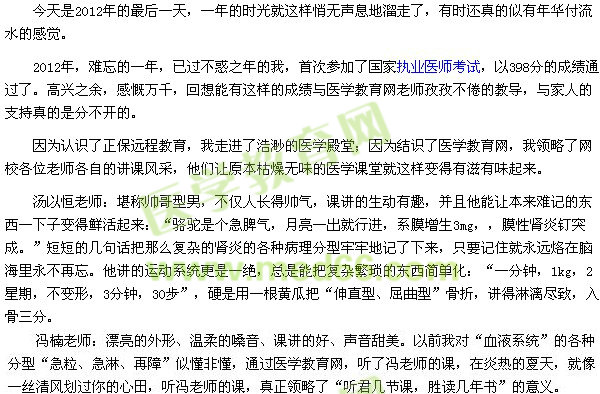 今天是2012年的最后一天，一年的时光就这样悄无声息地溜走了，有时还真的似有年华付流
水的感觉。
2012年，难忘的一年，已过不惑之年的我，首次参加了国家执业医师考试，以398分的成绩通
过了。高兴之余，感慨万千，回想能有这样的成绩与医学教育网老师孜孜不倦的教导，与家人的
支持真的是分不开的。
因为认识了正保远程教育，我走进了浩渺的医学殿堂；因为结识了医学教育网，我领略了网
校各位老师各自的讲课风采，他们让原本枯燥无味的医学课堂就这样变得有滋有味起来。
汤以恒老师：堪称帅哥型男，不仅人长得帅气，课讲的生动有趣，并且他能让本来难记的东
西一下子变得鲜活起来：“骆驼是个急脾气，月亮一出就行进，系膜增生3mg，，膜性肾炎钉突
成。”短短的几句话把那么复杂的肾炎的各种病理分型牢牢地记了下来，只要记住就永远烙在脑
海里永不再忘。他讲的运动系统更是一绝，总是能把复杂繁琐的东西简单化：“一分钟，1kg，2
星期，不变形，3分钟，30步”，硬是用一根黄瓜把“伸直型、屈曲型”骨折，讲得淋漓尽致，入
骨三分。
冯楠老师：漂亮的外形、温柔的嗓音、课讲的好、声音甜美。以前我对“血液系统”的各种
分型“急粒、急淋、再障”似懂非懂，通过医学教育网，听了冯老师的课，在炎热的夏天，就像
一丝清风划过你的心田，听冯老师的课，真正领略了“听君几节课，胜读几年书”的意义。
医学教育网
www.med66.com